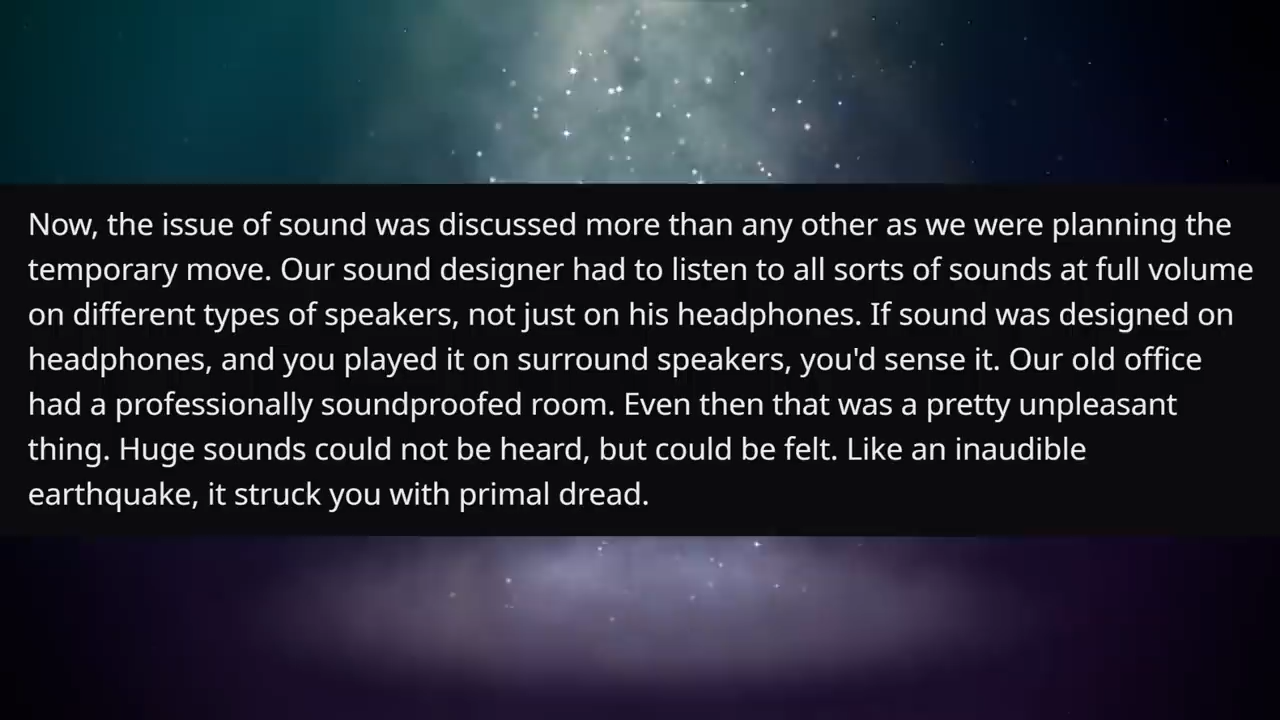 Now, the issue of sound was discussed more than any other as we were planning the
temporary move. Our sound designer had to listen to all sorts of sounds at full volume
on different types of speakers, not just on his headphones. If sound was designed on
headphones, and you played it on surround speakers, you'd sense it. Our old office
had a professionally soundproofed room. Even then that was a pretty unpleasant
thing. Huge sounds could not be heard, but could be felt. Like an inaudible
earthquake, it struck you with primal dread.